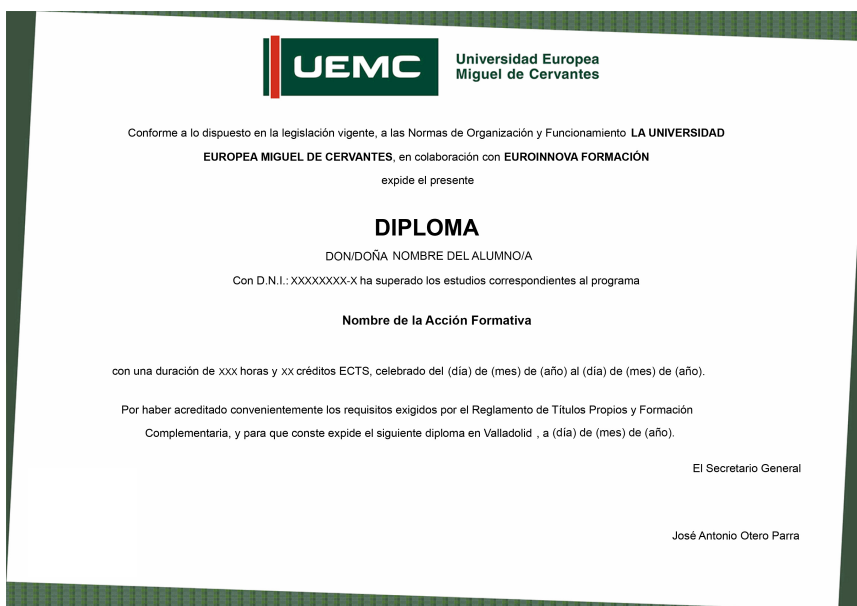 UEMC
Universidad Europea
Miguel de Cervantes
Conforme a lo dispuesto en la legislación vigente, a las Normas de Organización y Funcionamiento LA UNIVERSIDAD
EUROPEA MIGUEL DE CERVANTES, en colaboración con EUROINNOVA FORMACIÓN
expide el presente
DIPLOMA
DON/DOÑA NOMBRE DEL ALUMNO/A
Con D.N.I.: XXXXXXXX-X ha superado los estudios correspondientes al programa
Nombre de la Acción Formativa
con una duración de XXX horas y XX créditos ECTS, celebrado del (día) de (mes) de (año) al (día) de (mes) de (año).
Por haber acreditado convenientemente los requisitos exigidos por el Reglamento de Títulos Propios y Formación
Complementaria, y para que conste expide el siguiente diploma en Valladolid , a (día) de (mes) de (año).
El Secretario General
José Antonio Otero Parra